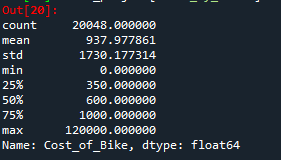 Out[20]:
count 20048.000000
mean 937.977861
std 1730.177314
min 0.000000
25% 350.000000
50% 600.000000
75% 1000.000000
max 120000.000000
Name: Cost_of_Bike, dtype: float64